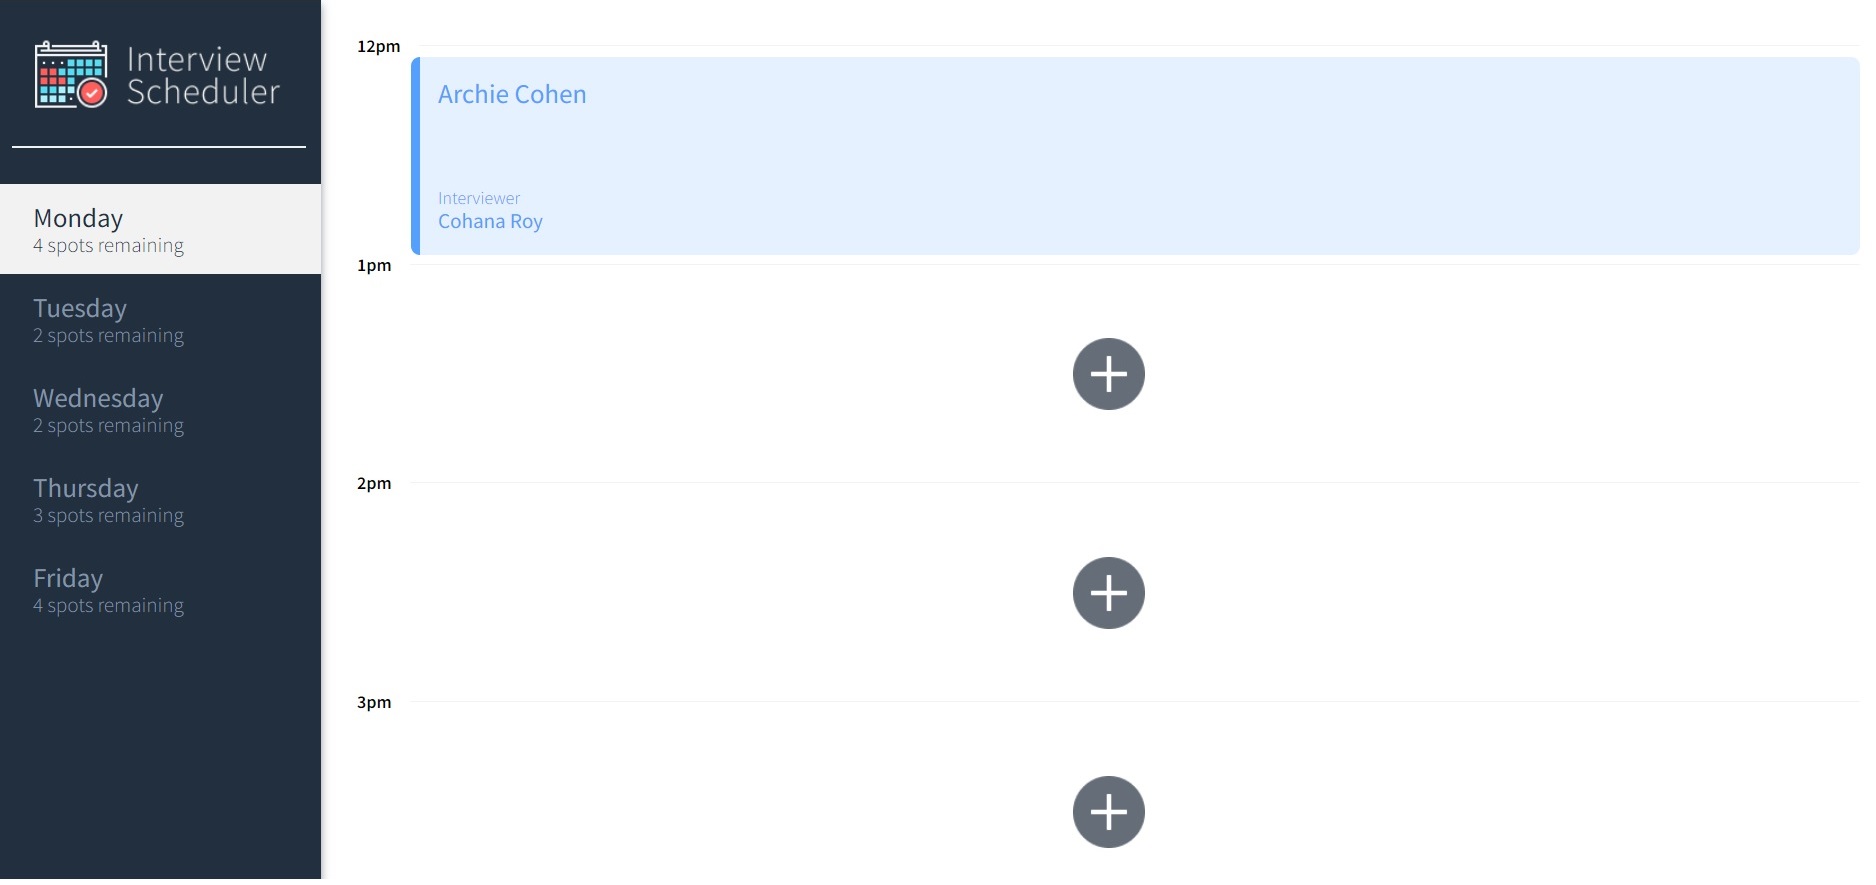 Interview
Scheduler
Monday
4 spots remaining
Tuesday
2 spots remaining
Wednesday
2 spots remaining
Thursday
3 spots remaining
Friday
4 spots remaining
12pm
Archie Cohen
Interviewer
Cohana Roy
1pm
2pm
3pm